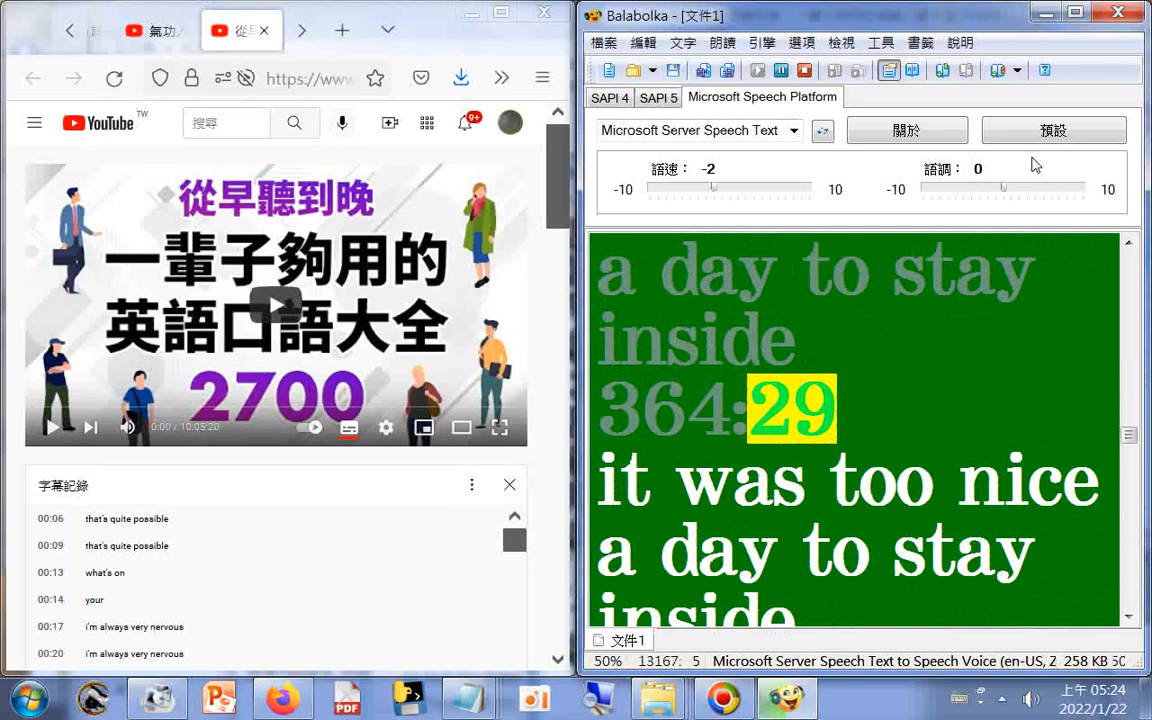 氣功人
從 ×
https://www
YouTube TW
搜尋
9+
從早聽到晚
一輩子夠用的
英語口語大全
2700
0:00 / 10:05:20
字幕記錄
00:06 that's quite possible
00:09 that's quite possible
00:13 what's on
00:14 your
00:17 i'm always very nervous
00:20 i'm always very nervous
Balabolka - [文件1]
檔案 編輯 文字 朗讀 引擎 選項 檢視 工具 書籤 說明
SAPI 4 SAPI 5 Microsoft Speech Platform
Microsoft Server Speech Text 關於 預設
語速: -2 語調: 0
-10 10 -10 10
a day to stay
inside
364:29
it was too nice
a day to stay
inside
文件1
50% 13167: 5 Microsoft Server Speech Text to Speech Voice (en-US, Z 258 KB
PDF
上午 05:24
2022/1/22